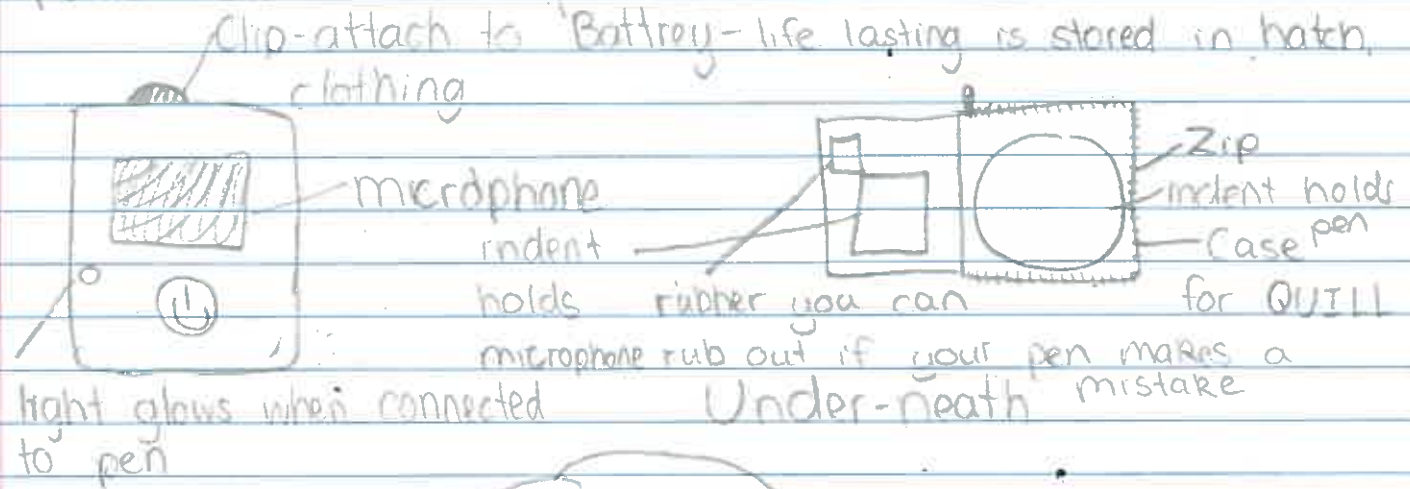 Clip-attach to Battrey-life lasting is stored in hatch.
clothing
microphone
Zip
indent holds
pen
indent
Case
holds rubber you can for QUILL
microphone rub out if your pen makes a
mistake
light glows when connected Under-neath
to pen